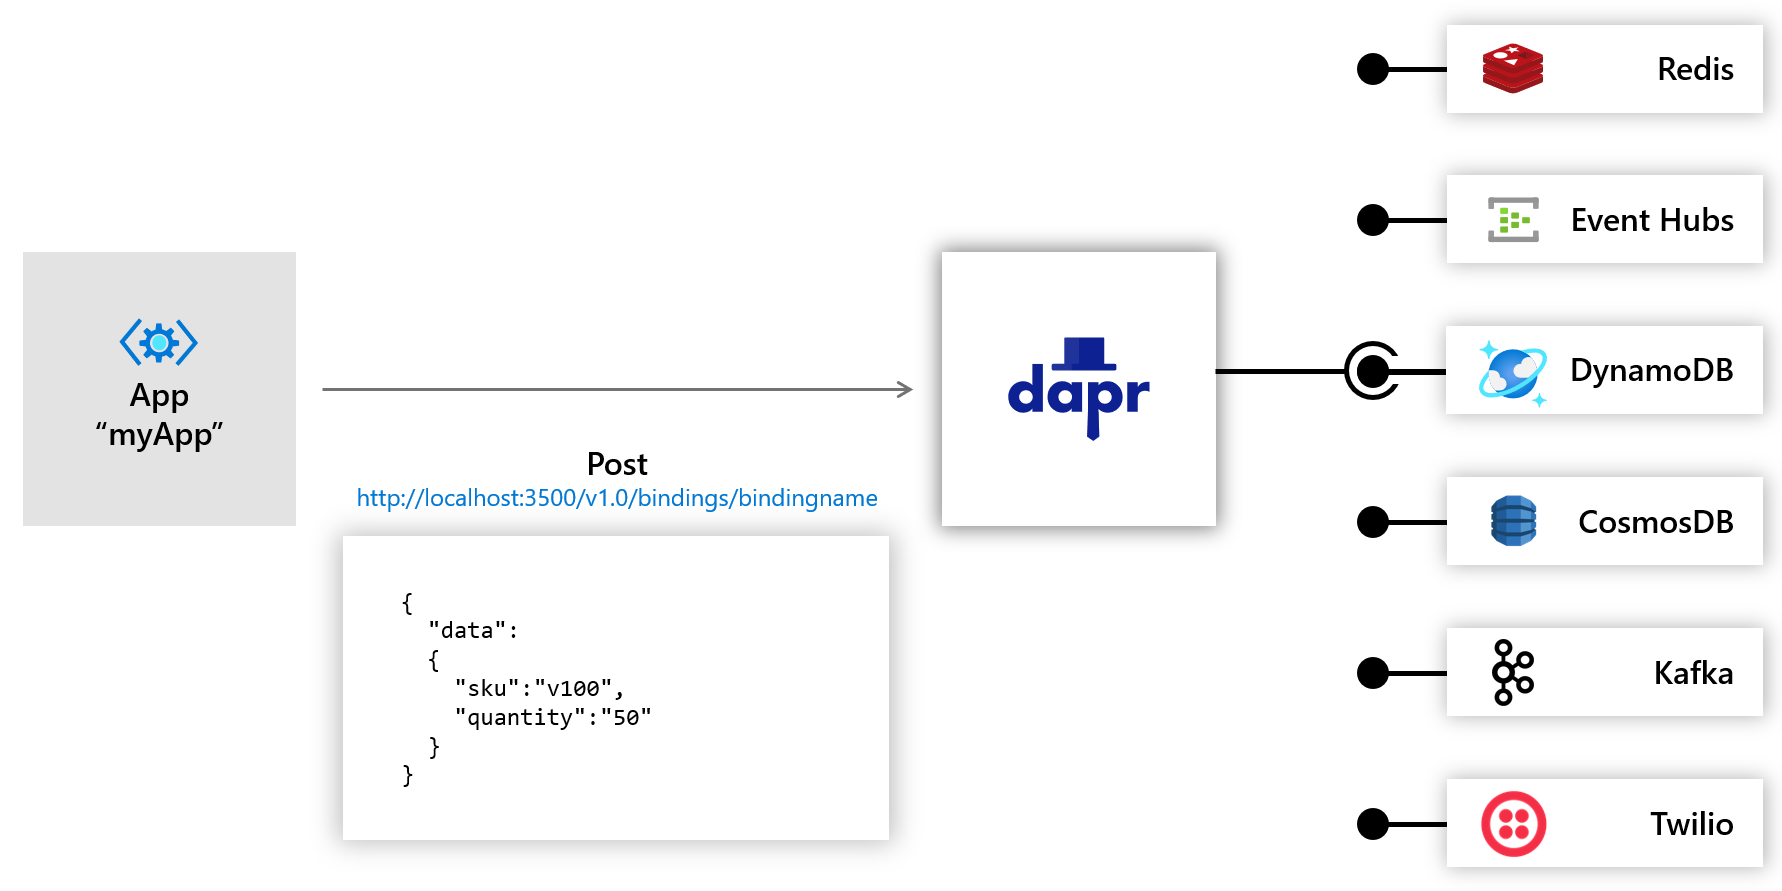 App
“myApp”
Post
http://localhost:3500/v1.0/bindings/bindingname
{
"data":
{
"sku":"v100",
"quantity":"50"
}
}
dapr
Redis
Event Hubs
DynamoDB
CosmosDB
Kafka
Twilio